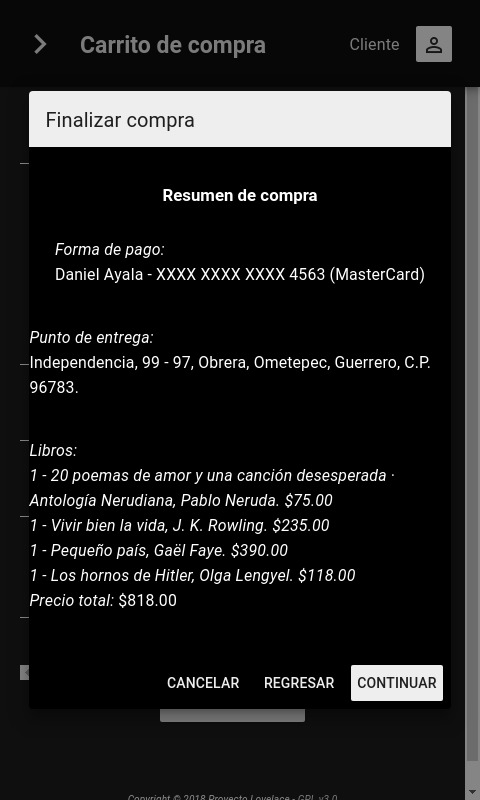 Carrito de compra
Cliente
Finalizar compra
Resumen de compra
Forma de pago:
Daniel Ayala - XXXX XXXX XXXX 4563 (MasterCard)
Punto de entrega:
Independencia, 99 - 97, Obrera, Ometepec, Guerrero, C.P.
96783.
Libros:
1 - 20 poemas de amor y una canción desesperada ·
Antología Nerudiana, Pablo Neruda. $75.00
1 - Vivir bien la vida, J. K. Rowling. $235.00
1 - Pequeño país, Gaël Faye. $390.00
1 - Los hornos de Hitler, Olga Lengyel. $118.00
Precio total: $818.00
CANCELAR REGRESAR CONTINUAR
Copyright © 2018 Proyecto Lovelace - GPL v3.0